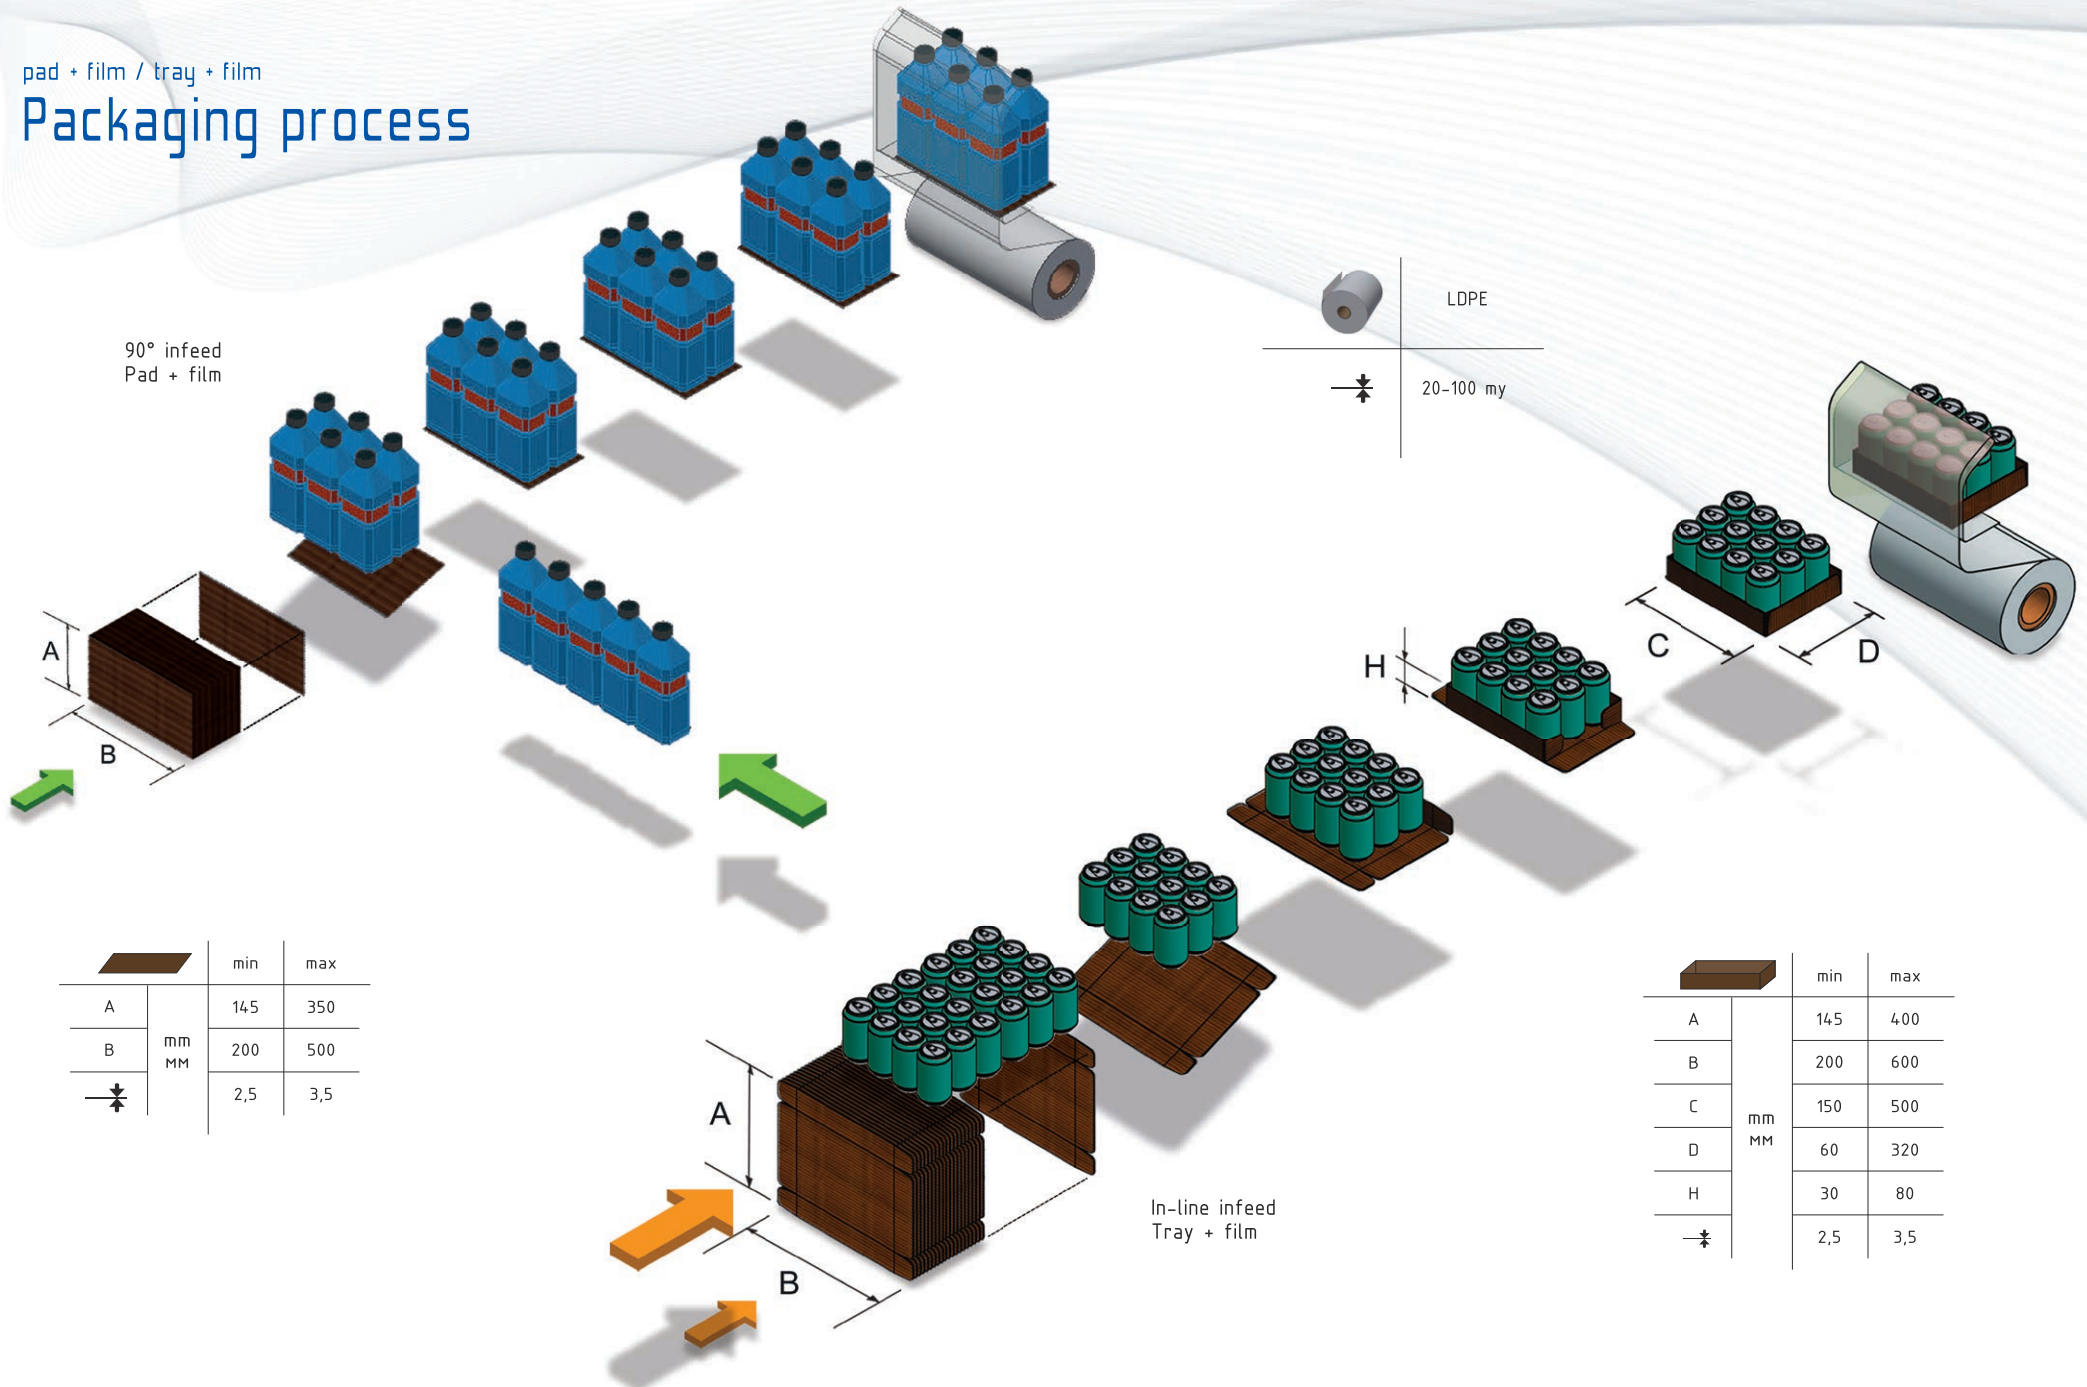 pad + film / tray + film
Packaging process
90° infeed
Pad + film
LDPE
20-100 my
A
B
H
C
D
A
B
In-line infeed
Tray + film
min max
A 145 350
mm
мм
B 200 500
2,5 3,5
min max
A 145 400
B 200 600
C 150 500
mm
мм
D 60 320
H 30 80
2,5 3,5